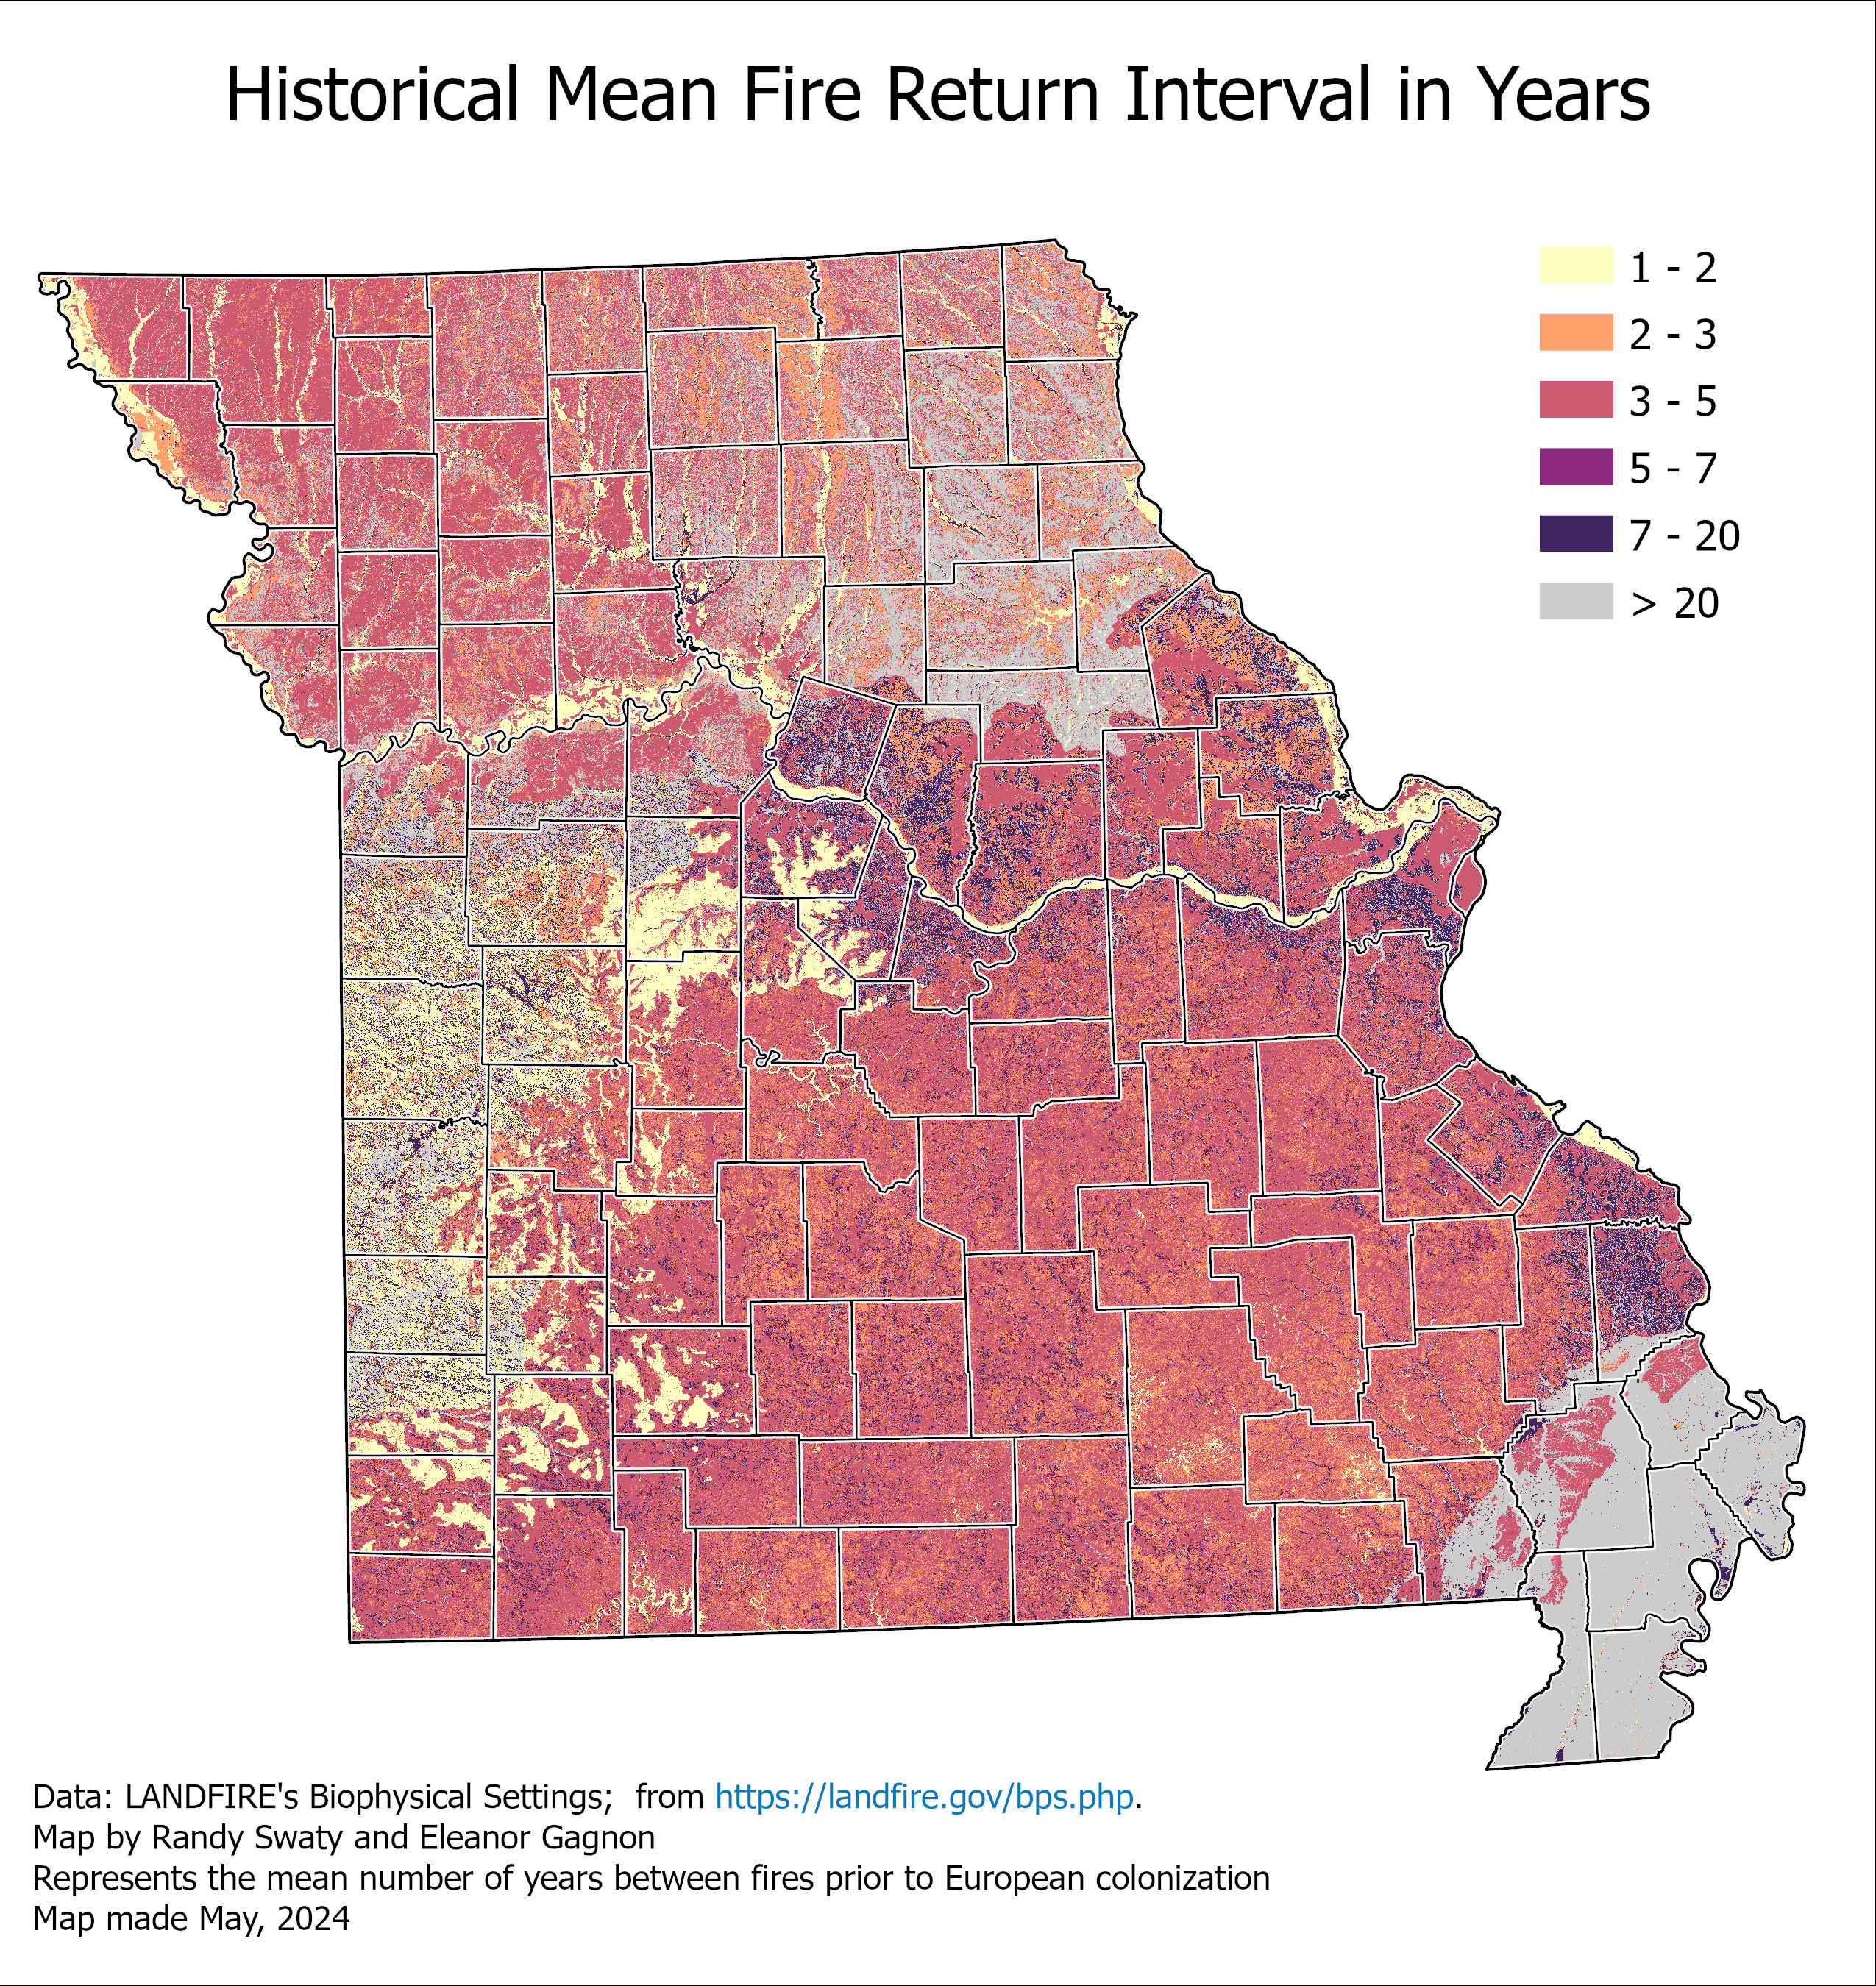 Historical Mean Fire Return Interval in Years
1 - 2
2 - 3
3 - 5
5 - 7
7 - 20
> 20
Data: LANDFIRE's Biophysical Settings;  from https://landfire.gov/bps.php.
Map by Randy Swaty and Eleanor Gagnon
Represents the mean number of years between fires prior to European colonization
Map made May, 2024